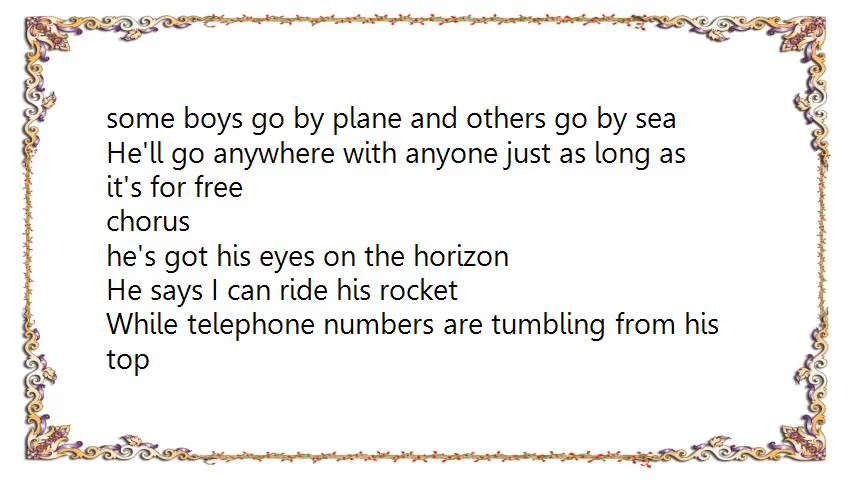 some boys go by plane and others go by sea
He'll go anywhere with anyone just as long as
it's for free
chorus
he's got his eyes on the horizon
He says I can ride his rocket
While telephone numbers are tumbling from his
top